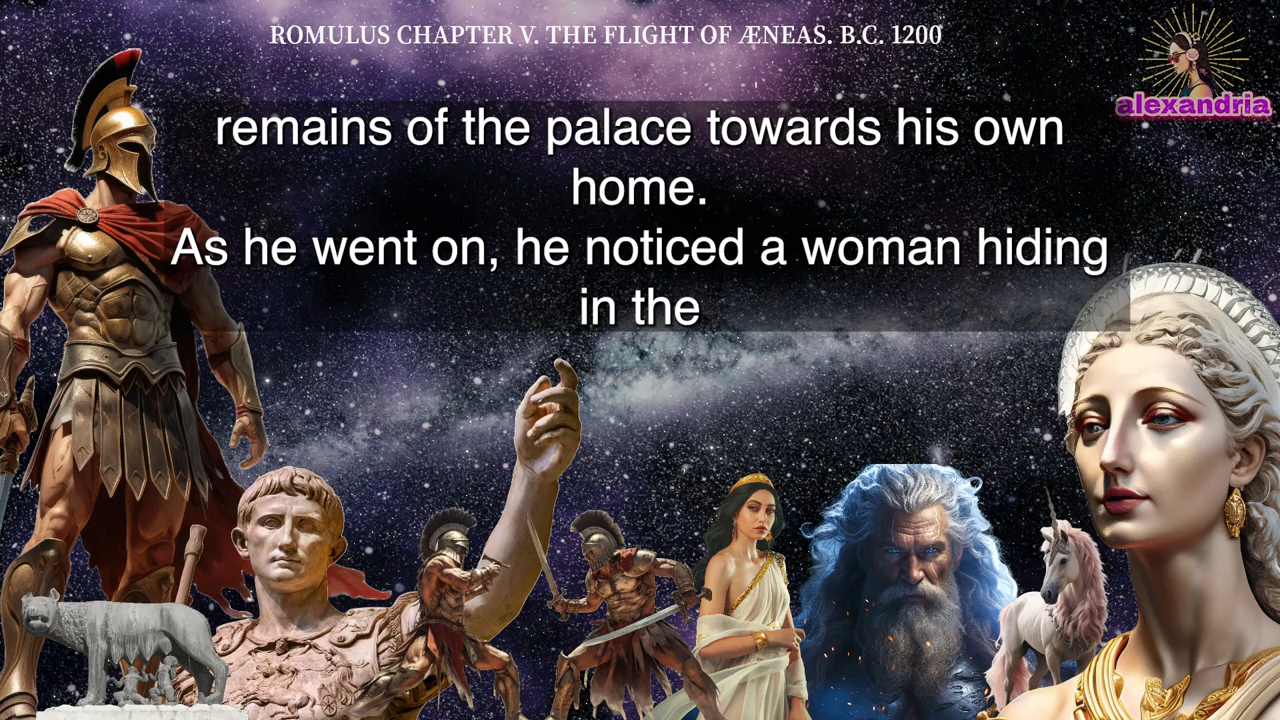 ROMULUS CHAPTER V. THE FLIGHT OF ÆNEAS. B.C. 1200
alexandria
remains of the palace towards his own
home.
As he went on, he noticed a woman hiding
in the